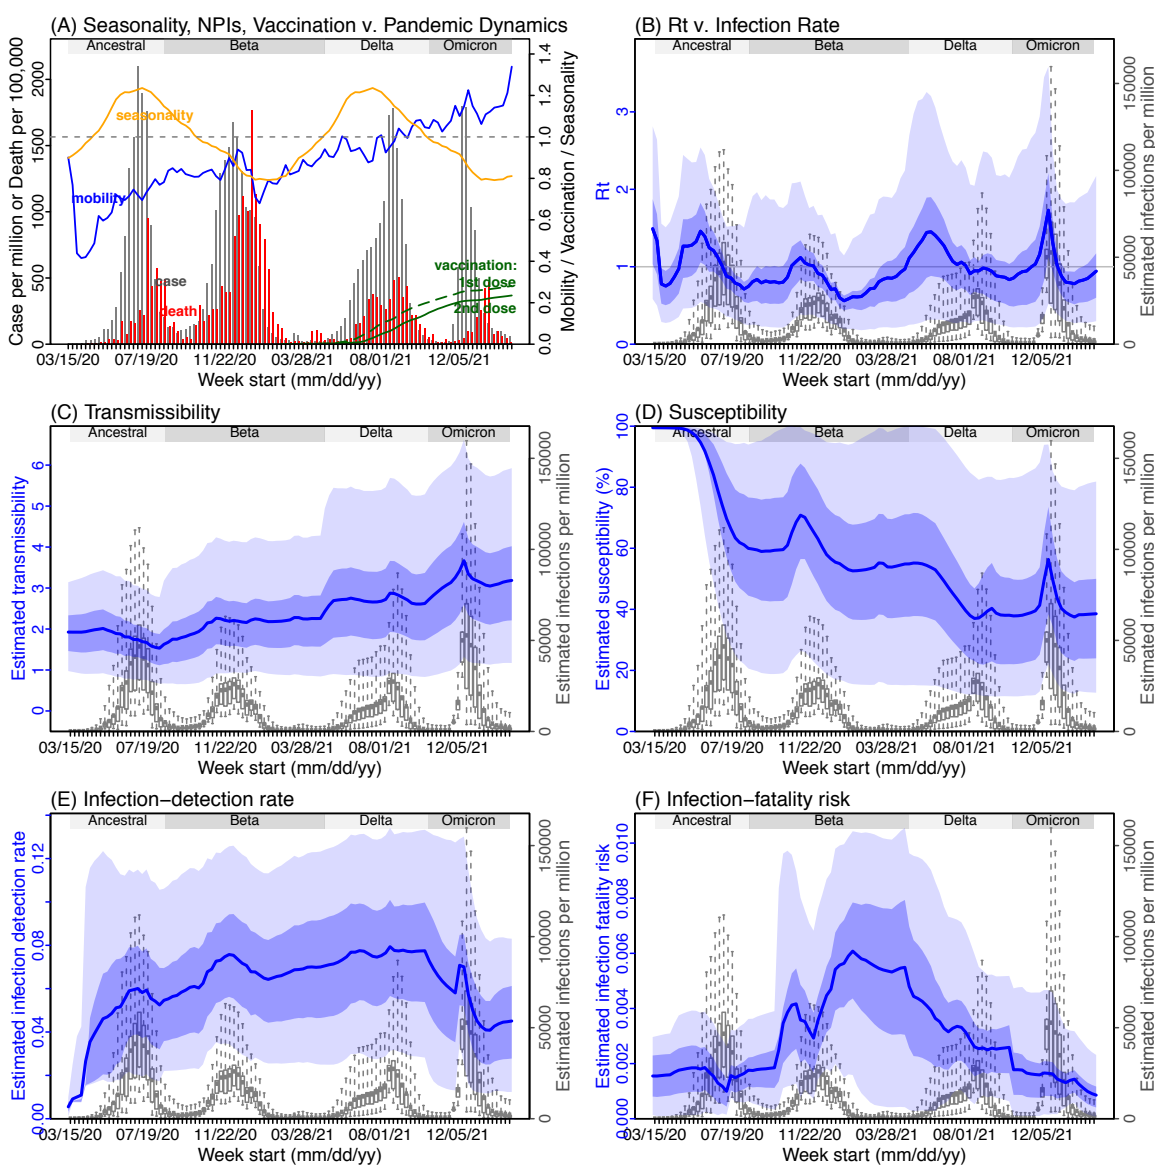 (A) Seasonality, NPIs, Vaccination v. Pandemic Dynamics
Ancestral Beta Delta Omicron
Case per million or Death per 100,000
0 500 1000 1500 2000
seasonality
mobility
case
death
vaccination:
1st dose
2nd dose
0.0 0.2 0.4 0.6 0.8 1.0 1.2 1.4
Mobility / Vaccination / Seasonality
03/15/20 07/19/20 11/22/20 03/28/21 08/01/21 12/05/21
Week start (mm/dd/yy)
(B) Rt v. Infection Rate
Ancestral Beta Delta Omicron
Rt
0 1 2 3
0 50000 100000 150000
Estimated infections per million
03/15/20 07/19/20 11/22/20 03/28/21 08/01/21 12/05/21
Week start (mm/dd/yy)
(C) Transmissibility
Ancestral Beta Delta Omicron
Estimated transmissibility
0 1 2 3 4 5 6
0 50000 100000 150000
Estimated infections per million
03/15/20 07/19/20 11/22/20 03/28/21 08/01/21 12/05/21
Week start (mm/dd/yy)
(D) Susceptibility
Ancestral Beta Delta Omicron
Estimated susceptibility (%)
0 20 40 60 80 100
0 50000 100000 150000
Estimated infections per million
03/15/20 07/19/20 11/22/20 03/28/21 08/01/21 12/05/21
Week start (mm/dd/yy)
(E) Infection−detection rate
Ancestral Beta Delta Omicron
Estimated infection detection rate
0.00 0.04 0.08 0.12
0 50000 100000 150000
Estimated infections per million
03/15/20 07/19/20 11/22/20 03/28/21 08/01/21 12/05/21
Week start (mm/dd/yy)
(F) Infection−fatality risk
Ancestral Beta Delta Omicron
Estimated infection fatality risk
0.000 0.002 0.004 0.006 0.008 0.010
0 50000 100000 150000
Estimated infections per million
03/15/20 07/19/20 11/22/20 03/28/21 08/01/21 12/05/21
Week start (mm/dd/yy)